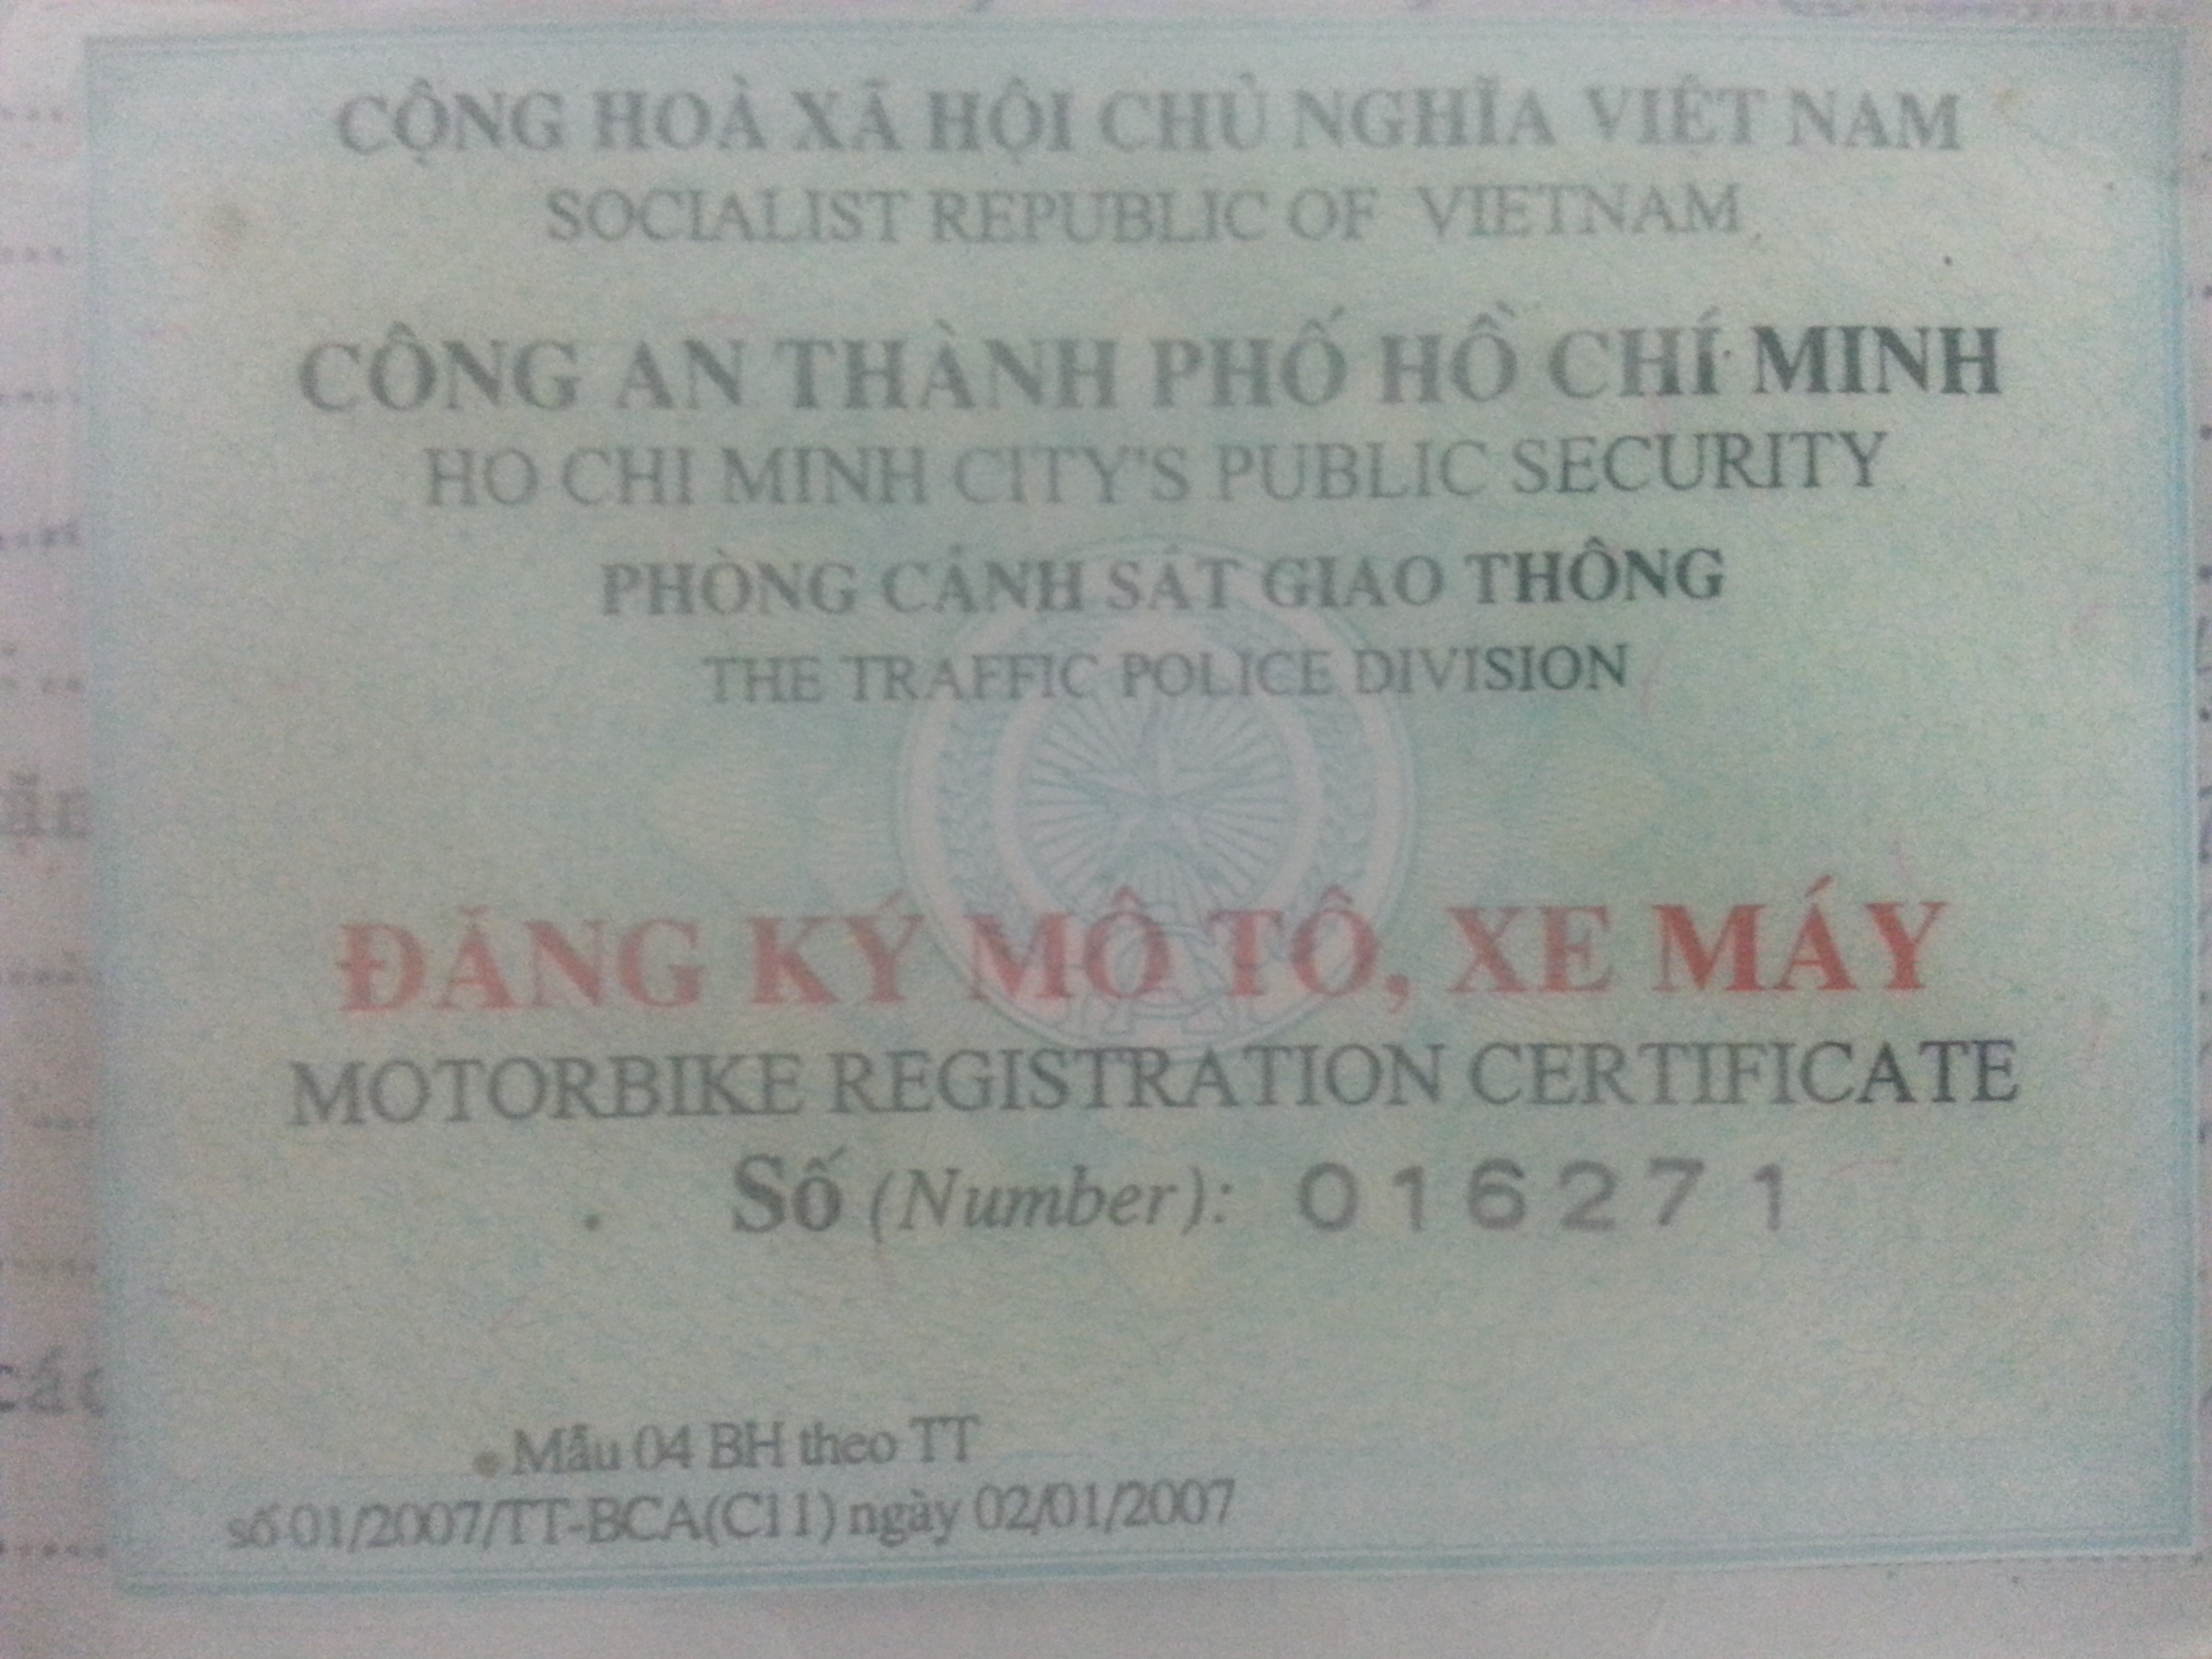 CỘNG HOÀ XÃ HỘI CHỦ NGHĨA VIỆT NAM
SOCIALIST REPUBLIC OF VIETNAM
CÔNG AN THÀNH PHỐ HỒ CHÍ MINH
HO CHI MINH CITY'S PUBLIC SECURITY
PHÒNG CẢNH SÁT GIAO THÔNG
THE TRAFFIC POLICE DIVISION
ĐĂNG KÝ MÔ TÔ, XE MÁY
MOTORBIKE REGISTRATION CERTIFICATE
Số (Number): 016271
Mẫu 04 BH theo TT
số 01/2007/TT-BCA(C11) ngày 02/01/2007